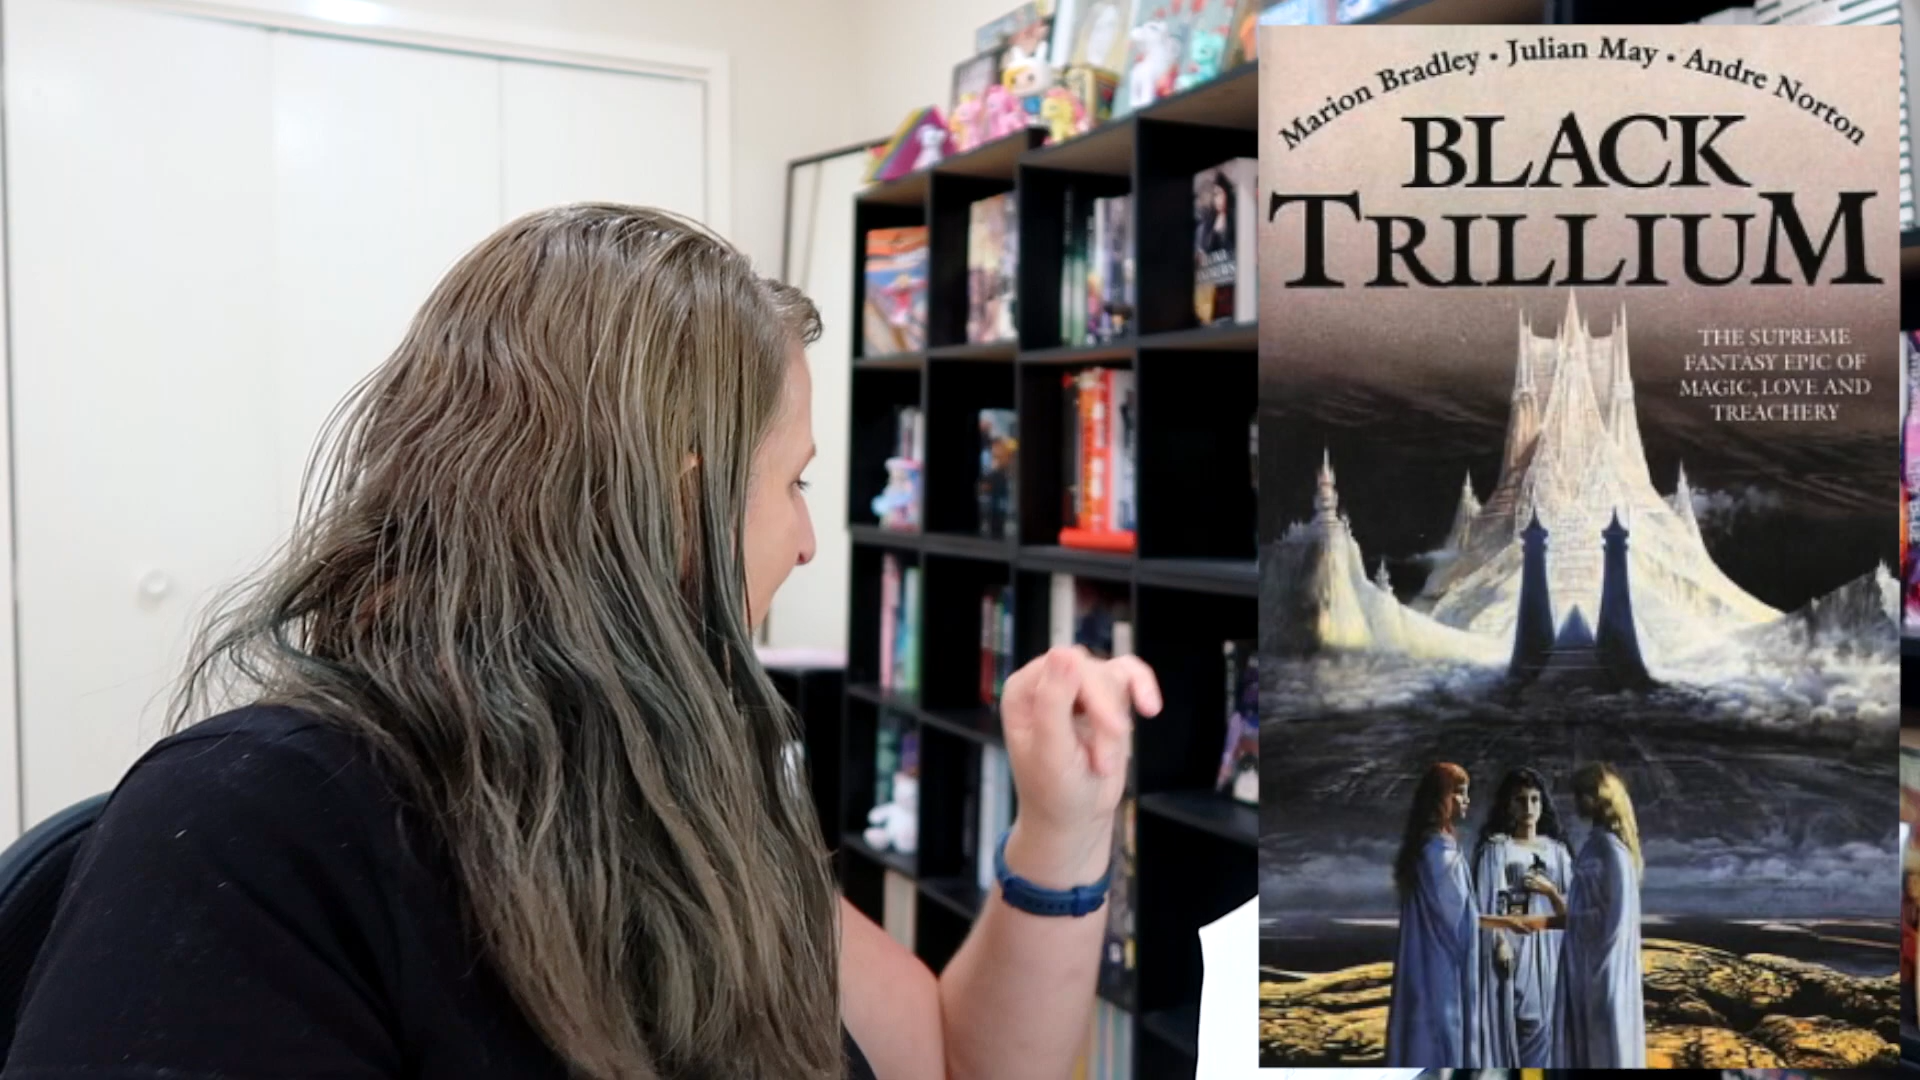 Marion Bradley · Julian May · Andre Norton
BLACK
TRILLIUM
THE SUPREME
FANTASY EPIC OF
MAGIC, LOVE AND
TREACHERY